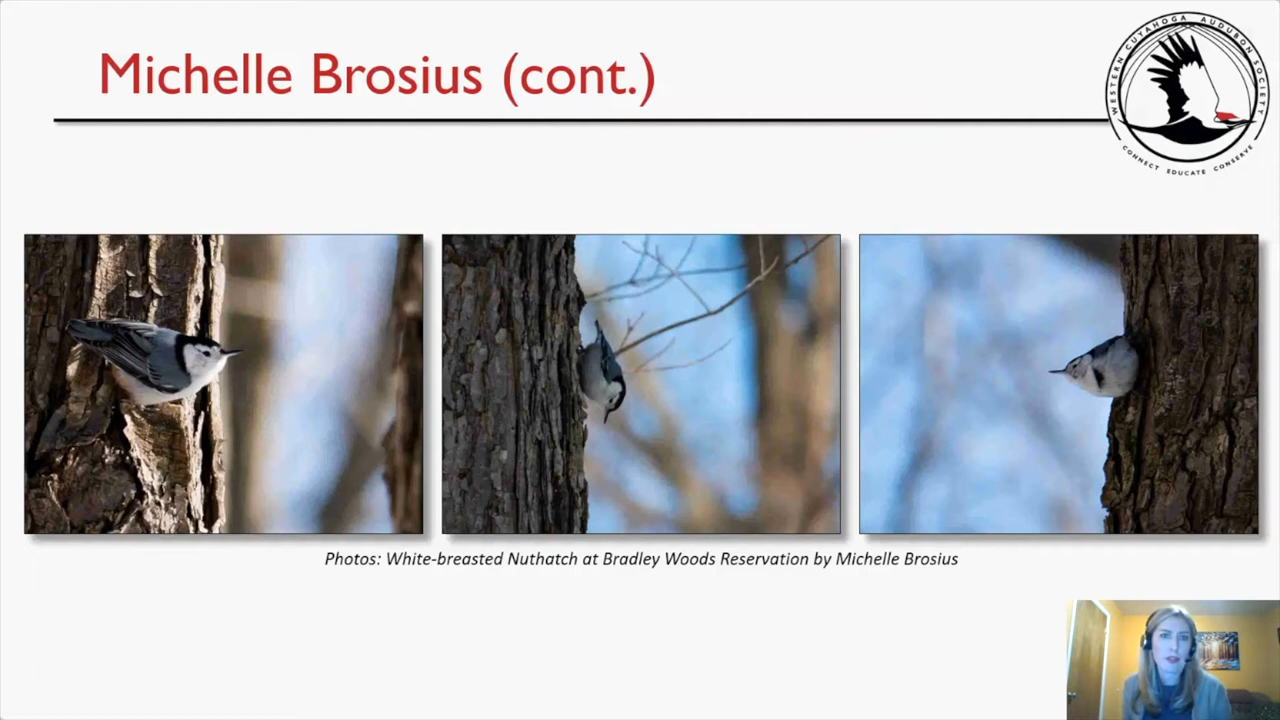 Michelle Brosius (cont.)
WESTERN CUYAHOGA AUDUBON SOCIETY
CONNECT EDUCATE CONSERVE
Photos: White-breasted Nuthatch at Bradley Woods Reservation by Michelle Brosius